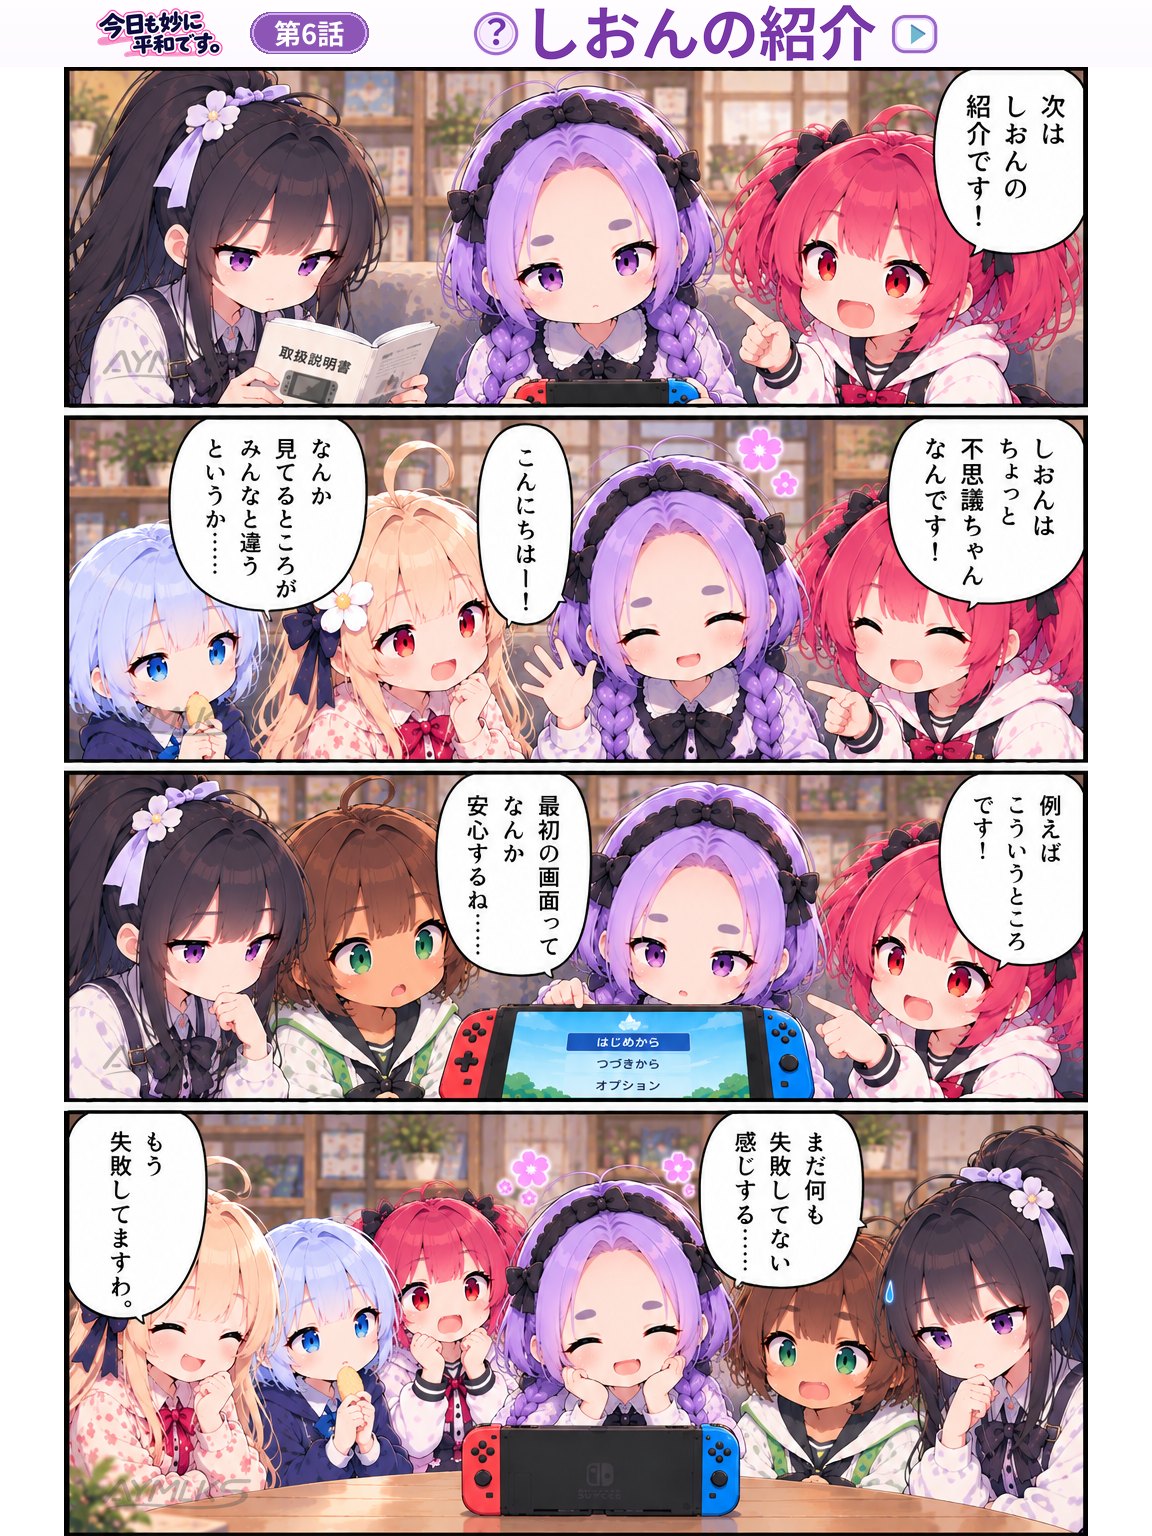 今日も妙に
平和です。
第6話
?しおんの紹介
次は
しおんの
紹介です!
取扱説明書
AYM
しおんは
ちょっと
不思議ちゃん
なんです!
こんにちはー!
なんか
見てるところが
みんなと違う
というか……
例えば
こういうところ
です!
最初の画面って
なんか
安心するね……
はじめから
つづきから
オプション
まだ何も
失敗してない
感じする……
もう
失敗してますわ。